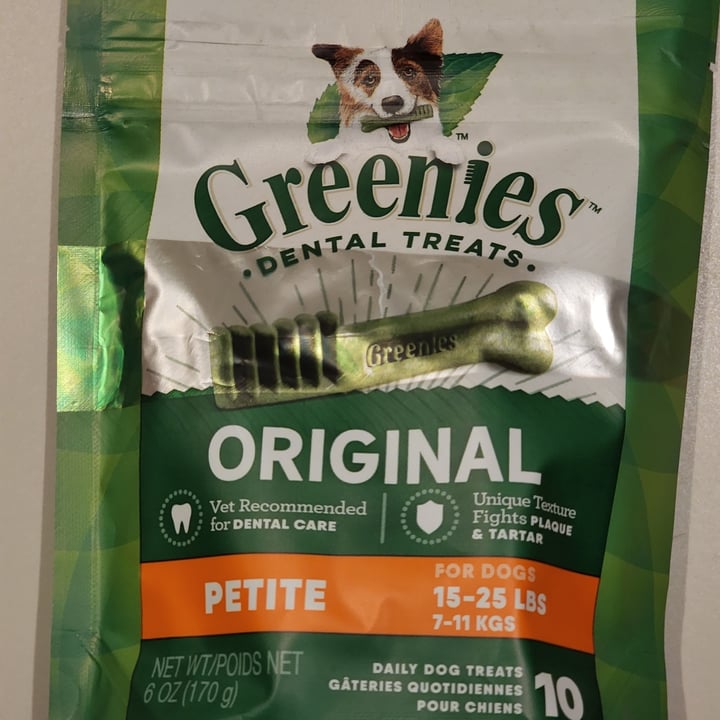 Greenies™
™
• DENTAL TREATS •
Greenies
ORIGINAL
Vet Recommended
for DENTAL CARE
Unique Texture
Fights PLAQUE
& TARTAR
PETITE
FOR DOGS
15-25 LBS
7-11 KGS
NET WT/POIDS NET
6 OZ (170 g)
DAILY DOG TREATS
GÂTERIES QUOTIDIENNES
POUR CHIENS
10